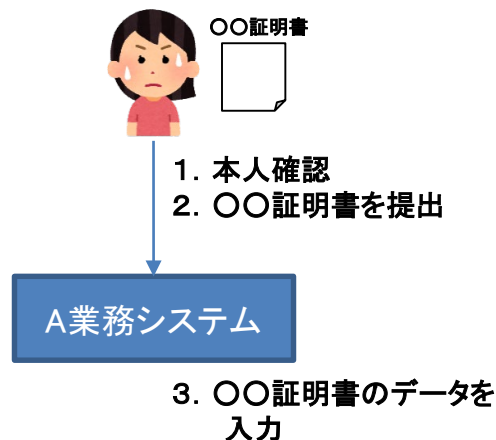 〇〇証明書
１．本人確認
２．〇〇証明書を提出
A業務システム
３．〇〇証明書のデータを
入力